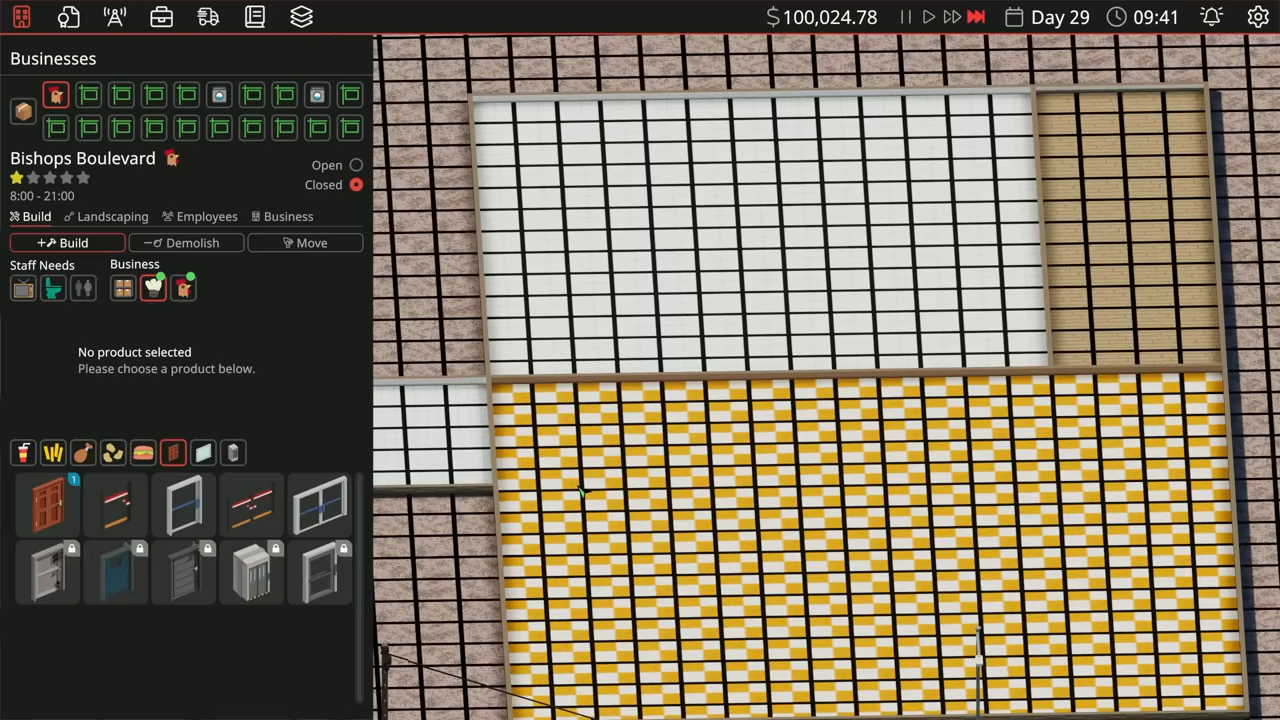 $ 100,024.78
Day 29
09:41
Businesses
Bishops Boulevard
8:00 - 21:00
Open
Closed
Build
Landscaping
Employees
Business
Build
Demolish
Move
Staff Needs
Business
No product selected
Please choose a product below.
1